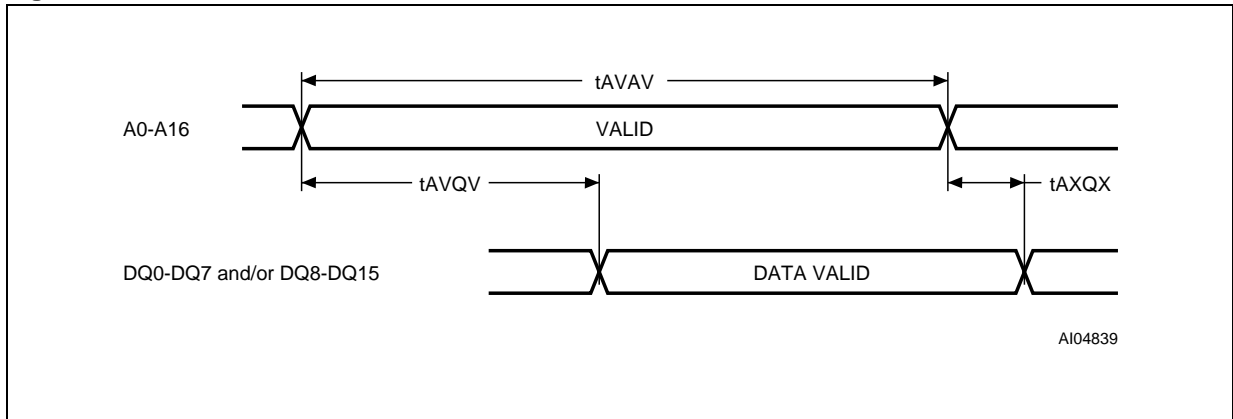 tAVAV
A0-A16
VALID
tAVQV
tAXQX
DQ0-DQ7 and/or DQ8-DQ15
DATA VALID
AI04839